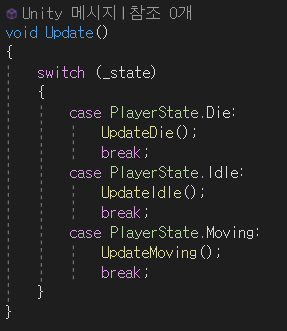 Unity 메시지 | 참조 0개
void Update()
{
    switch (_state)
    {
        case PlayerState.Die:
            UpdateDie();
            break;
        case PlayerState.Idle:
            UpdateIdle();
            break;
        case PlayerState.Moving:
            UpdateMoving();
            break;
    }
}